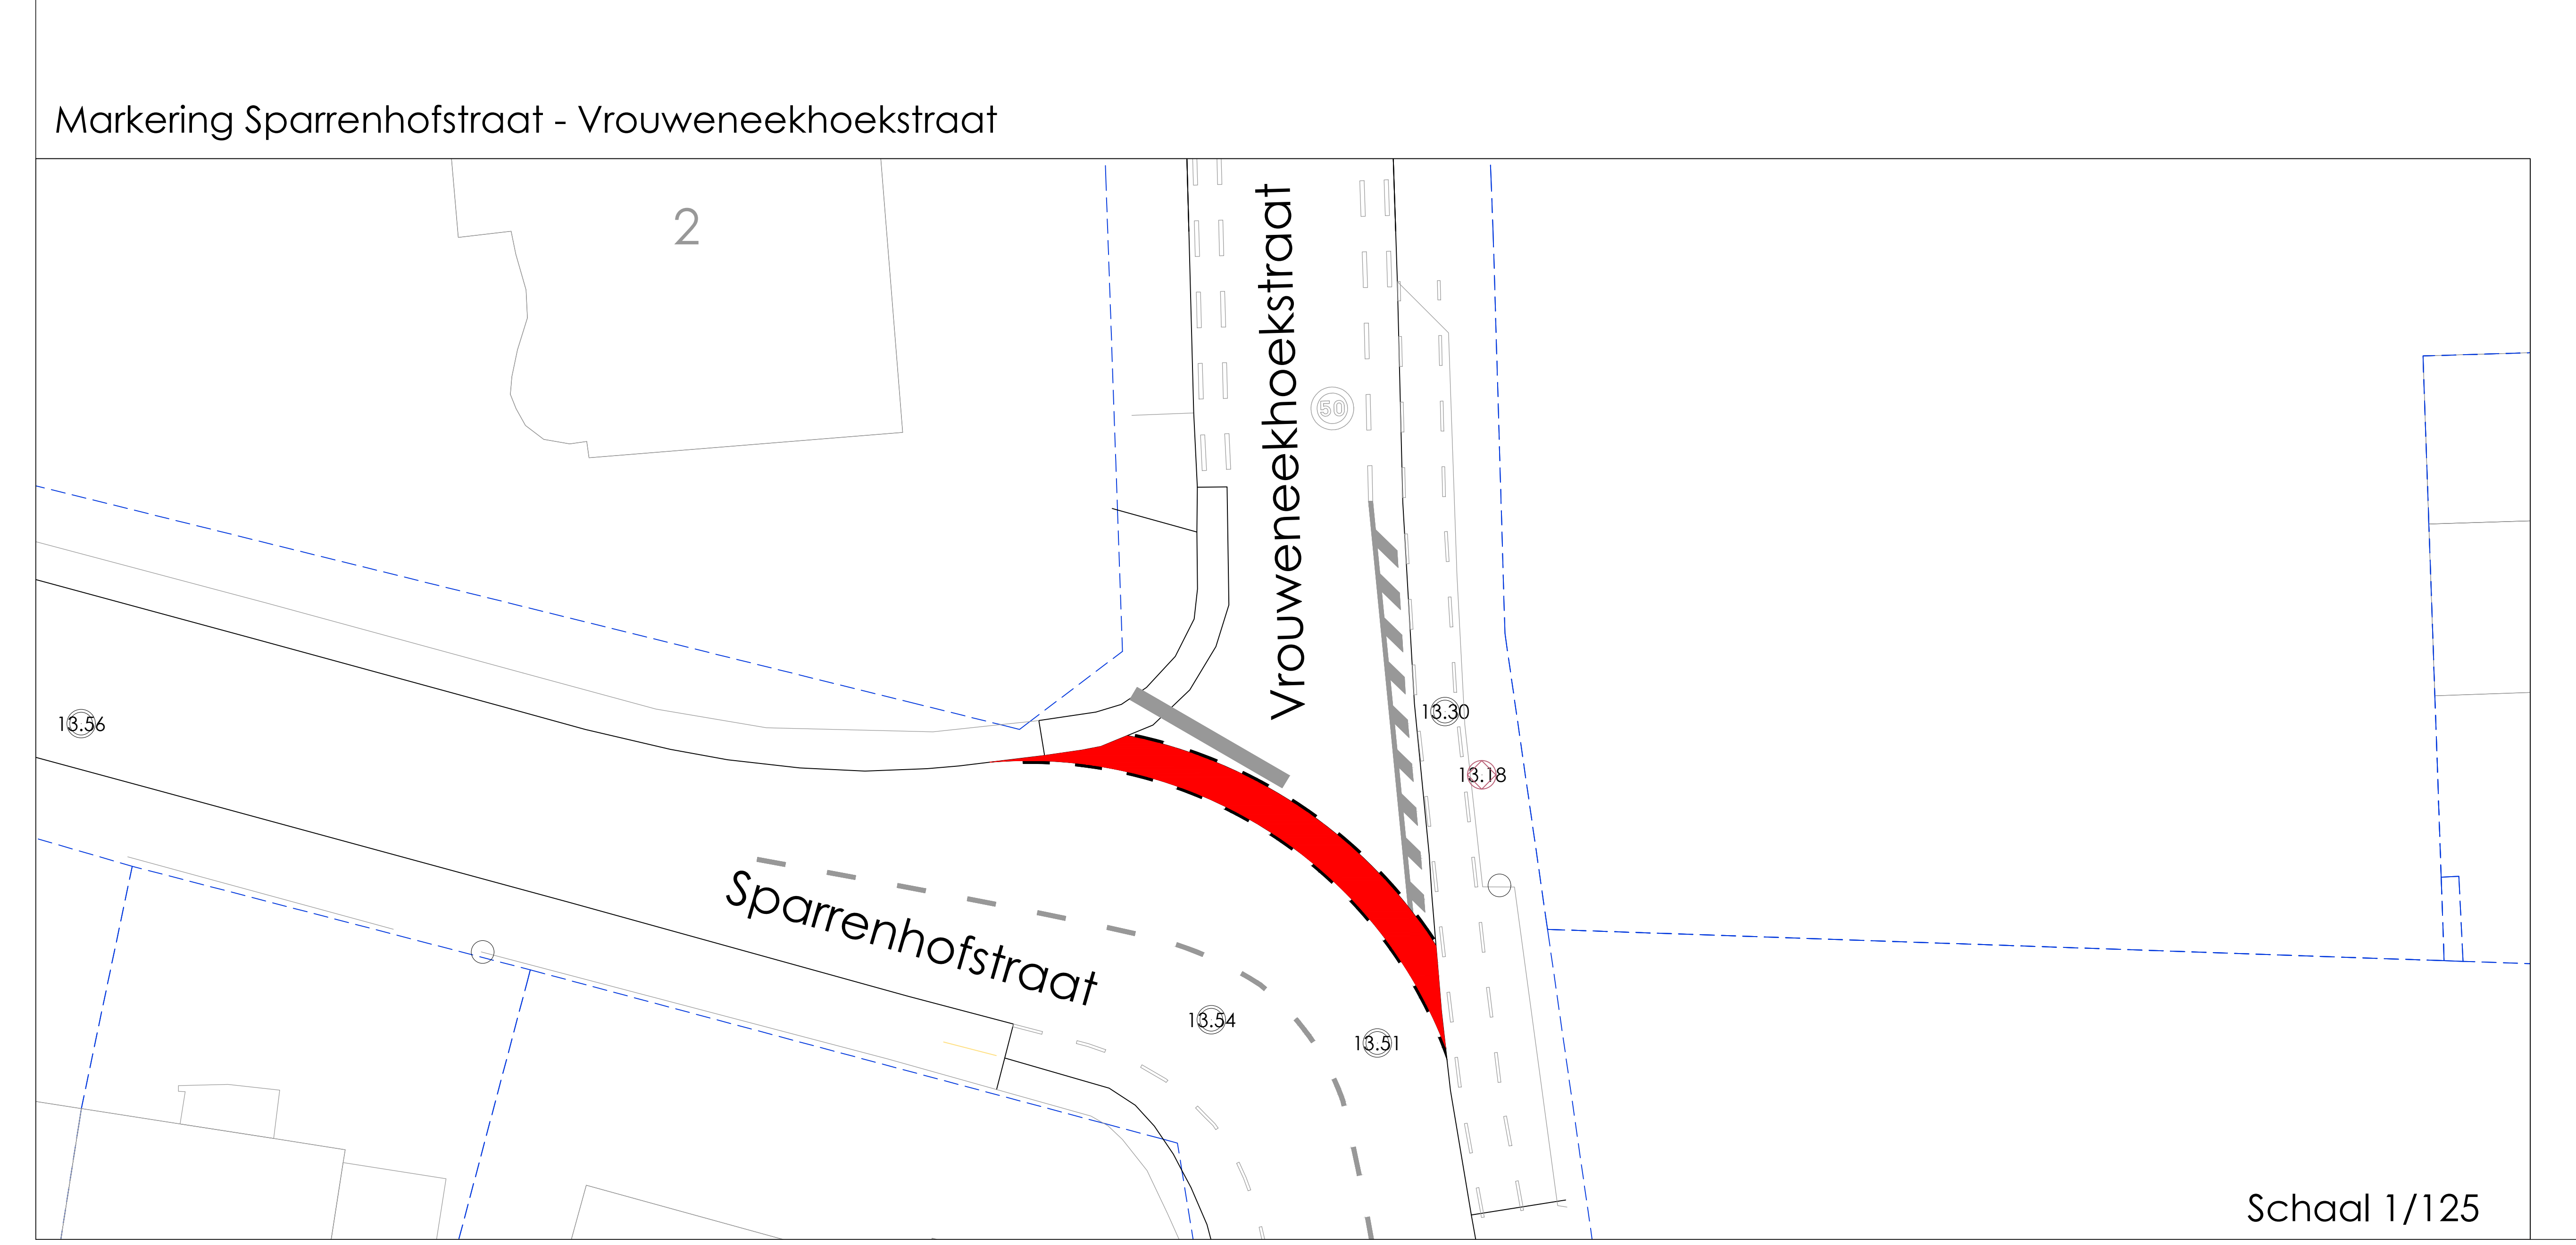 Markering Sparrenhofstraat - Vrouweneekhoekstraat
2
Vrouweneekhoekstraat
50
13.56
13.30
13.18
Sparrenhofstraat
13.54
13.51
Schaal 1/125